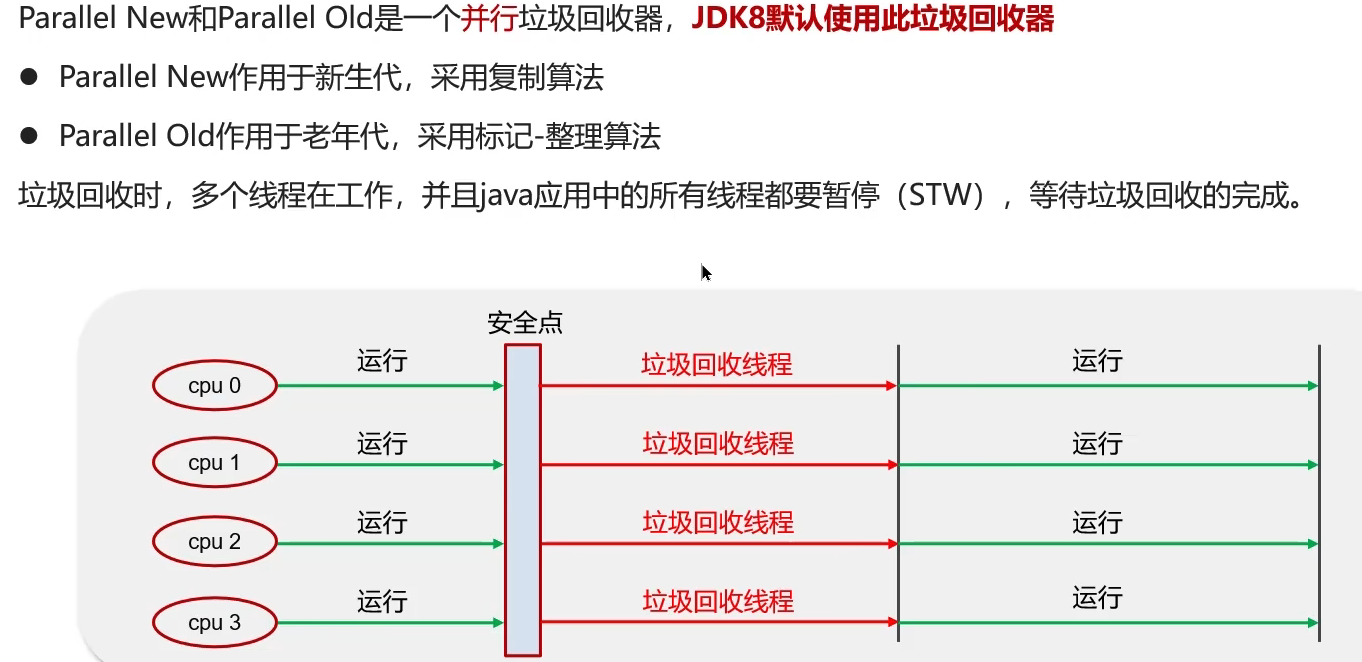 Parallel New和Parallel Old是一个并行垃圾回收器，JDK8默认使用此垃圾回收器
● Parallel New作用于新生代，采用复制算法
● Parallel Old作用于老年代，采用标记-整理算法
垃圾回收时，多个线程在工作，并且java应用中的所有线程都要暂停（STW），等待垃圾回收的完成。
安全点
cpu 0 运行 垃圾回收线程 运行
cpu 1 运行 垃圾回收线程 运行
cpu 2 运行 垃圾回收线程 运行
cpu 3 运行 垃圾回收线程 运行